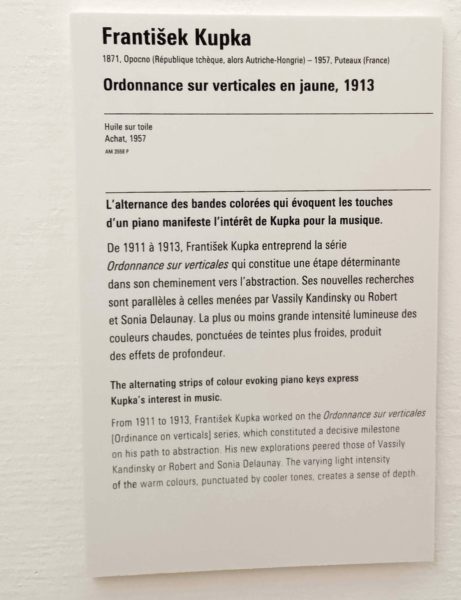 František Kupka
1871, Opocno (République tchèque, alors Autriche-Hongrie) – 1957, Puteaux (France)
Ordonnance sur verticales en jaune, 1913
Huile sur toile
Achat, 1957
L'alternance des bandes colorées qui évoquent les touches
d'un piano manifeste l'intérêt de Kupka pour la musique.
De 1911 à 1913, František Kupka entreprend la série
Ordonnance sur verticales qui constitue une étape déterminante
dans son cheminement vers l'abstraction. Ses nouvelles recherches
sont parallèles à celles menées par Vassily Kandinsky ou Robert
et Sonia Delaunay. La plus ou moins grande intensité lumineuse des
couleurs chaudes, ponctuées de teintes plus froides, produit
des effets de profondeur.
The alternating strips of colour evoking piano keys express
Kupka's interest in music.
From 1911 to 1913, František Kupka worked on the Ordonnance sur verticales
[Ordinance on verticals] series, which constituted a decisive milestone
on his path to abstraction. His new explorations peered those of Vassily
Kandinsky or Robert and Sonia Delaunay. The varying light intensity
of the warm colours, punctuated by cooler tones, creates a sense of depth.